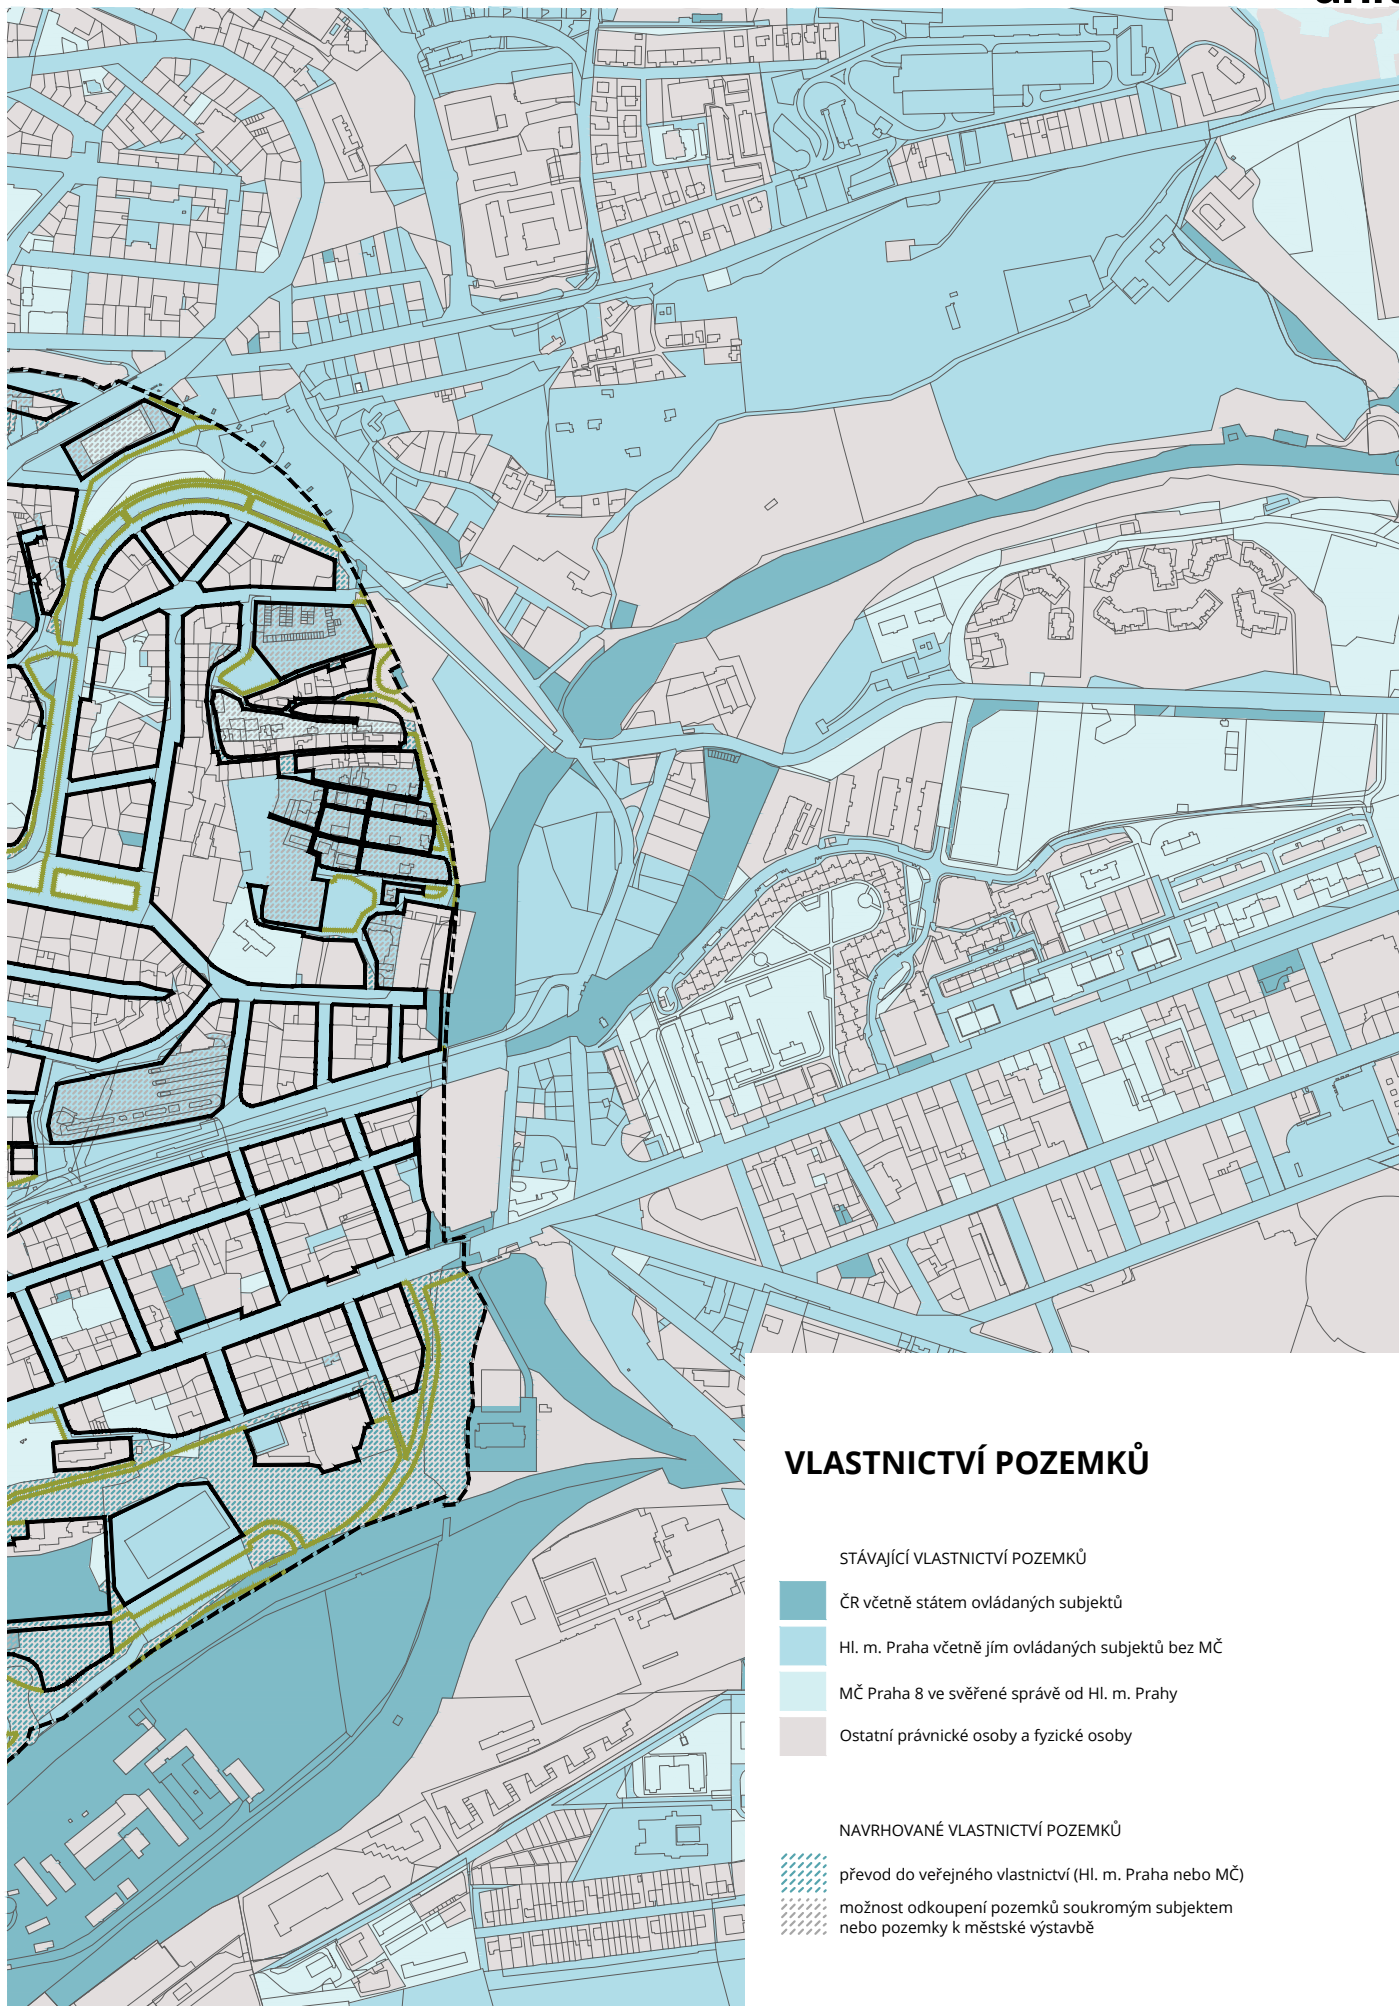 VLASTNICTVÍ POZEMKŮ
STÁVAJÍCÍ VLASTNICTVÍ POZEMKŮ
ČR včetně státem ovládaných subjektů
Hl. m. Praha včetně jím ovládaných subjektů bez MČ
MČ Praha 8 ve svěřené správě od Hl. m. Prahy
Ostatní právnické osoby a fyzické osoby
NAVRHOVANÉ VLASTNICTVÍ POZEMKŮ
převod do veřejného vlastnictví (Hl. m. Praha nebo MČ)
možnost odkoupení pozemků soukromým subjektem
nebo pozemky k městské výstavbě